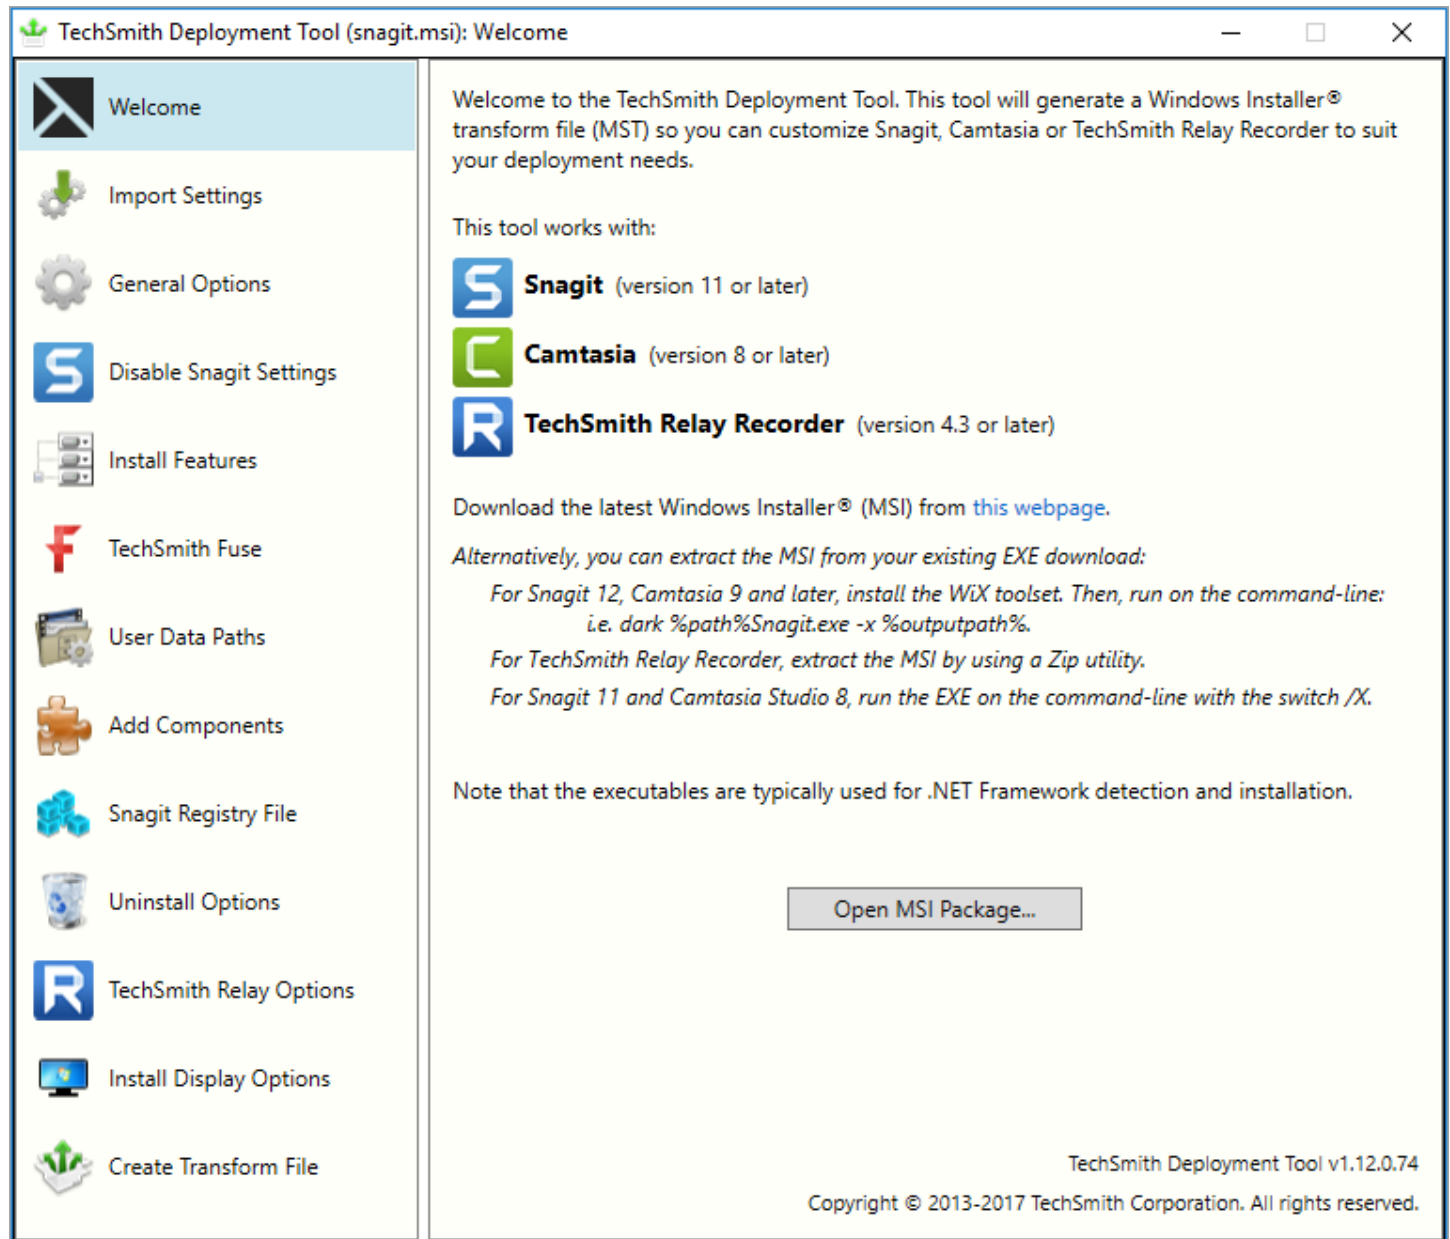 TechSmith Deployment Tool (snagit.msi): Welcome
Welcome
Import Settings
General Options
Disable Snagit Settings
Install Features
TechSmith Fuse
User Data Paths
Add Components
Snagit Registry File
Uninstall Options
TechSmith Relay Options
Install Display Options
Create Transform File
Welcome to the TechSmith Deployment Tool. This tool will generate a Windows Installer®
transform file (MST) so you can customize Snagit, Camtasia or TechSmith Relay Recorder to suit
your deployment needs.
This tool works with:
Snagit (version 11 or later)
Camtasia (version 8 or later)
TechSmith Relay Recorder (version 4.3 or later)
Download the latest Windows Installer® (MSI) from this webpage.
Alternatively, you can extract the MSI from your existing EXE download:
For Snagit 12, Camtasia 9 and later, install the WiX toolset. Then, run on the command-line:
i.e. dark %path%Snagit.exe -x %outputpath%.
For TechSmith Relay Recorder, extract the MSI by using a Zip utility.
For Snagit 11 and Camtasia Studio 8, run the EXE on the command-line with the switch /X.
Note that the executables are typically used for .NET Framework detection and installation.
Open MSI Package...
TechSmith Deployment Tool v1.12.0.74
Copyright © 2013-2017 TechSmith Corporation. All rights reserved.